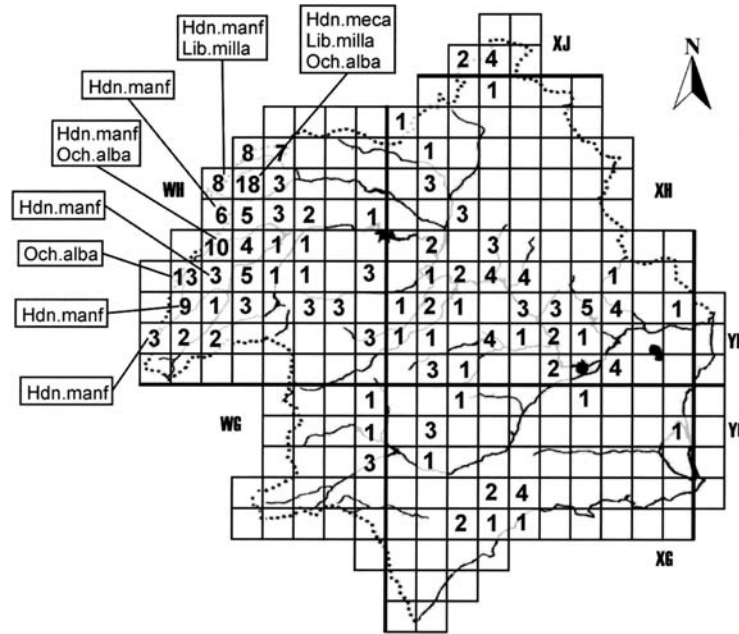 Hdn.manf
Lib.milla
Hdn.meca
Lib.milla
Och.alba
XJ
N
2 4
Hdn.manf
1
1
Hdn.manf
Och.alba
8 7 1
WH
8 18 3 3
XH
Hdn.manf
6 5 3 2 1 3
10 4 1 1 2 3
Och.alba
13 3 5 1 1 3 1 2 4 4 1
Hdn.manf
9 1 3 3 3 1 2 1 3 3 5 4 1
3 2 2 3 1 1 4 1 2 1
Hdn.manf
3 1 2 4
WG
1 1 1
1 3 1
3 1
2 4
2 1 1
XG